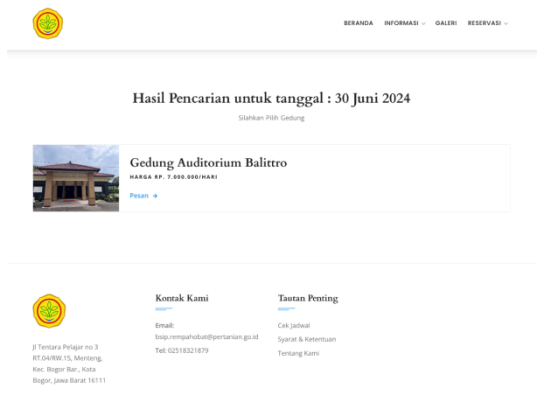 BERANDA INFORMASI GALERI RESERVASI
Hasil Pencarian untuk tanggal : 30 Juni 2024
Silahkan Pilih Gedung
Gedung Auditorium Balittro
HARGA RP. 7.000.000/HARI
Pesan →
Kontak Kami
Email:
bsip.rempahobat@pertanian.go.id
Tel: 02518321879
Tautan Penting
Cek Jadwal
Syarat & Ketentuan
Tentang Kami
Jl Tentara Pelajar no 3
RT.04/RW.15, Menteng,
Kec. Bogor Bar., Kota
Bogor, Jawa Barat 16111